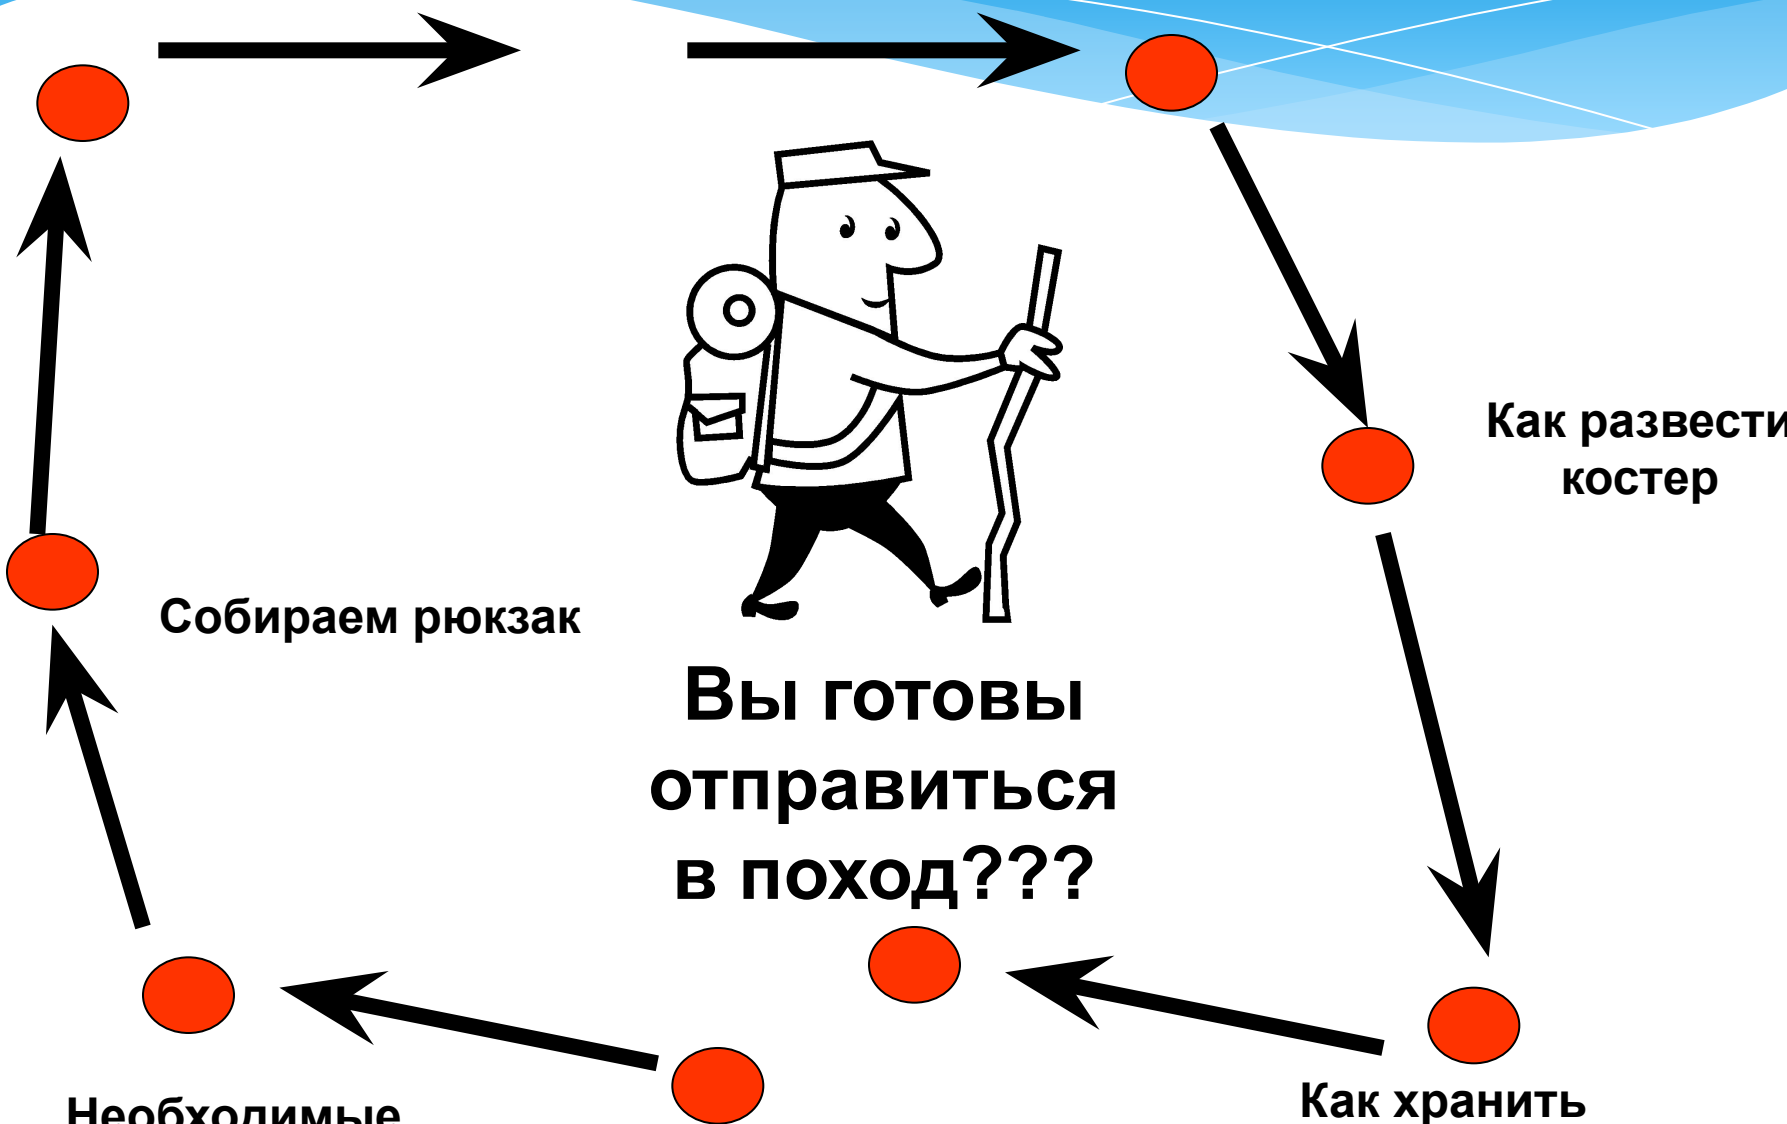 Как развести
костер
Собираем рюкзак
Вы готовы
отправиться
в поход???
Необходимые
Как хранить